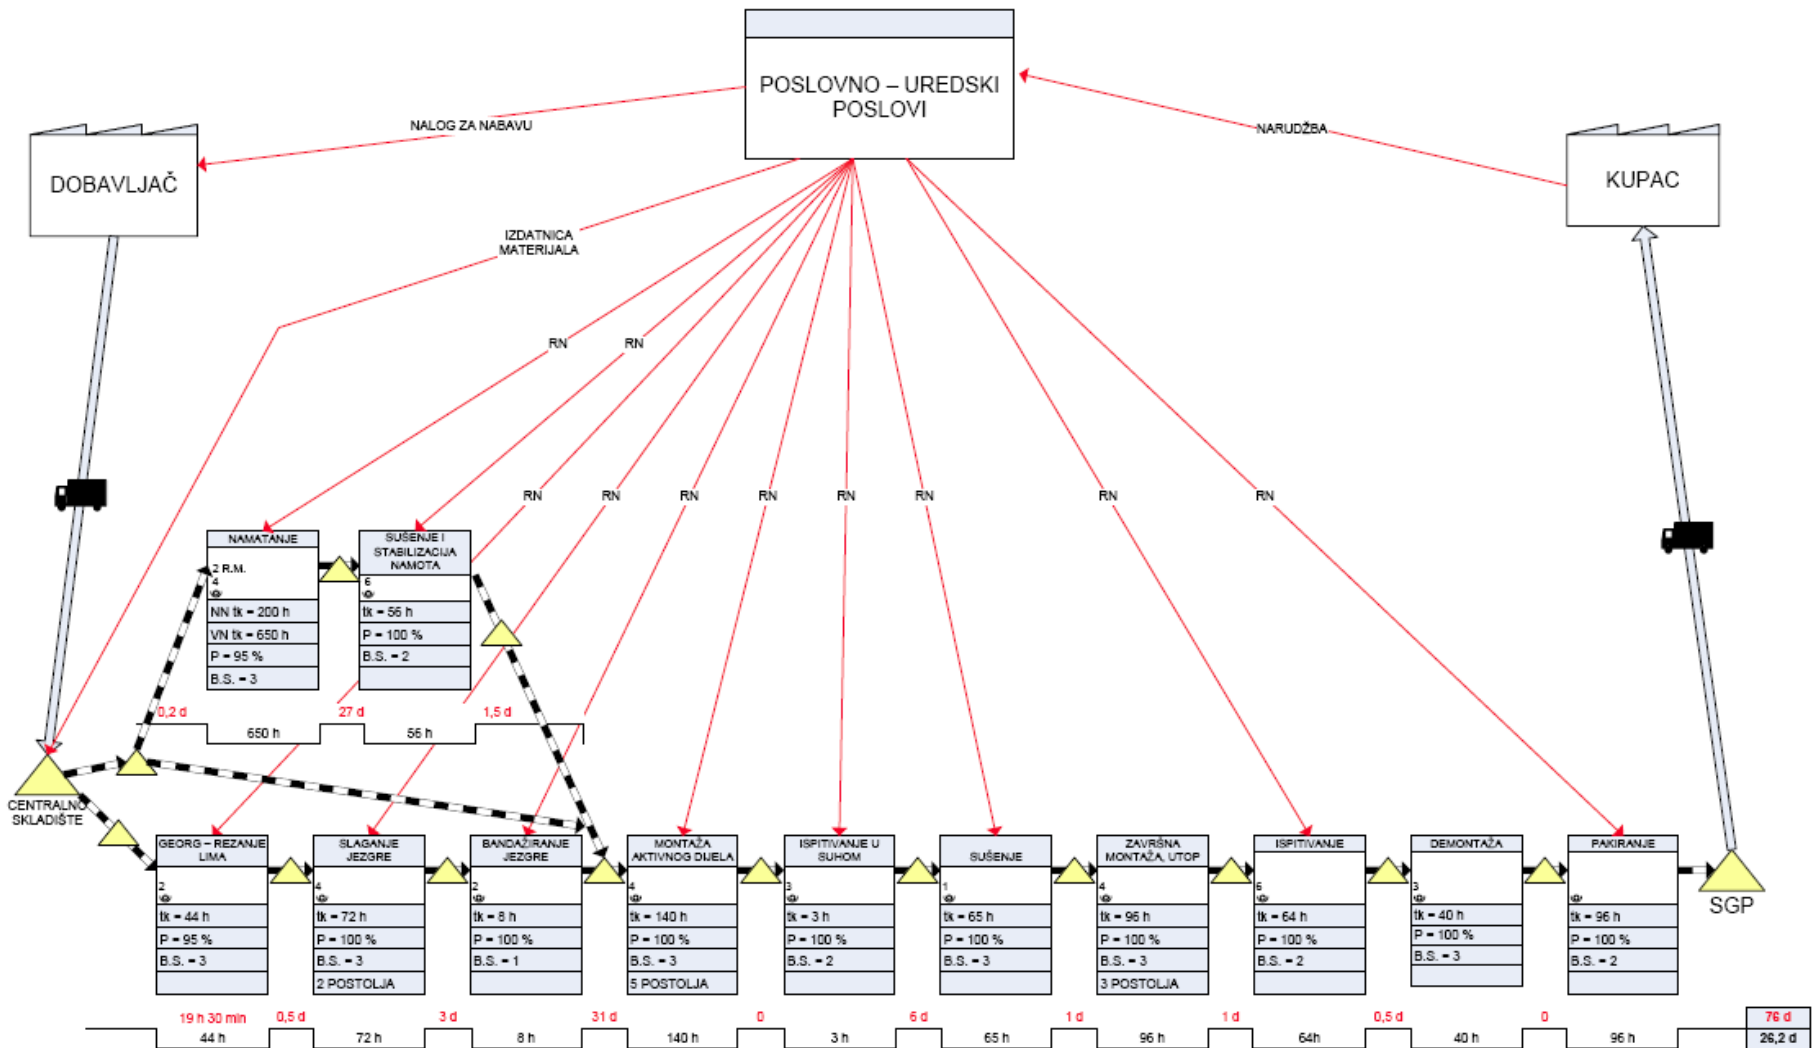 POSLOVNO – UREDSKI
POSLOVI
NALOG ZA NABAVU
NARUDŽBA
DOBAVLJAČ
KUPAC
IZDATNICA
MATERIJALA
RN
RN
RN
RN
RN
RN
RN
RN
RN
RN
NAMATANJE
2 R.M.
4
NN tk = 200 h
VN tk = 650 h
P = 95 %
B.S. = 3
SUŠENJE I
STABILIZACIJA
NAMOTA
6
tk = 56 h
P = 100 %
B.S. = 2
0,2 d
27 d
1,5 d
650 h
56 h
CENTRALNO
SKLADIŠTE
GEORG – REZANJE
LIMA
2
tk = 44 h
P = 95 %
B.S. = 3
SLAGANJE
JEZGRE
4
tk = 72 h
P = 100 %
B.S. = 3
2 POSTOLJA
BANDAŽIRANJE
JEZGRE
2
tk = 8 h
P = 100 %
B.S. = 1
MONTAŽA
AKTIVNOG DIJELA
4
tk = 140 h
P = 100 %
B.S. = 3
5 POSTOLJA
ISPITIVANJE U
SUHOM
3
tk = 3 h
P = 100 %
B.S. = 2
SUŠENJE
1
tk = 65 h
P = 100 %
B.S. = 3
ZAVRŠNA
MONTAŽA, UTOP
4
tk = 96 h
P = 100 %
B.S. = 3
3 POSTOLJA
ISPITIVANJE
6
tk = 64 h
P = 100 %
B.S. = 2
DEMONTAŽA
3
tk = 40 h
P = 100 %
B.S. = 3
PAKIRANJE
tk = 96 h
P = 100 %
B.S. = 2
SGP
19 h 30 min 0,5 d 3 d 31 d 0 6 d 1 d 1 d 0,5 d 0 76 d
44 h 72 h 8 h 140 h 3 h 65 h 96 h 64h 40 h 96 h 26,2 d